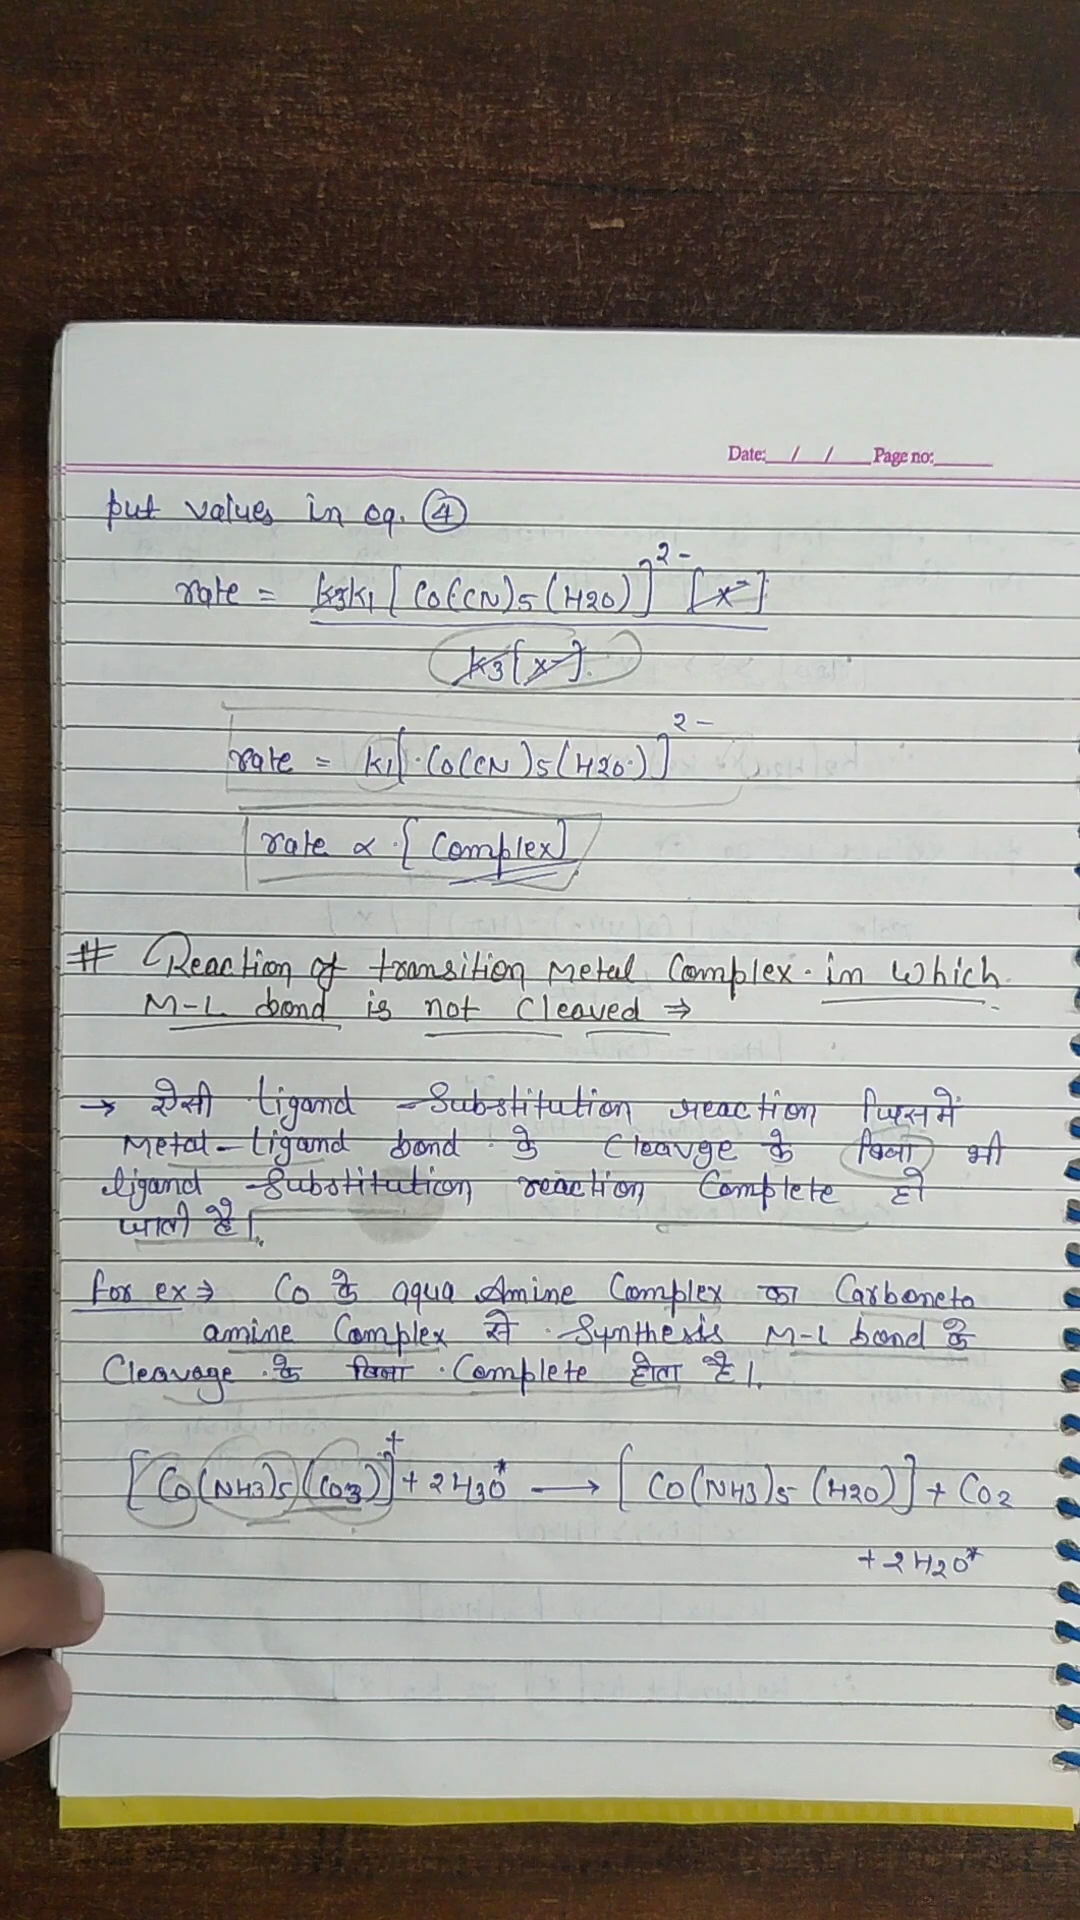 Date: / / Page no:
put values in eq. ④
rate = k3k1[Co(CN)5(H2O)]2- [x-]
k3[x-].
rate = k1[Co(CN)5(H2O)]2-
rate ∝ [Complex]
# Reaction of transition Metal Complex in which
M-L bond is not Cleaved ⇒
→ ऐसी Ligand Substitution reaction जिसमें
Metal-Ligand bond के Cleavge के बिना भी
ligand Substitution reaction Complete हो
जाती है।
for ex ⇒ Co के aqua Amine Complex का Carboneto
amine Complex से Synthesis M-L bond के
Cleavage के बिना Complete होता है।
[Co(NH3)5(CO3)]+ + 2H3O* → [Co(NH3)5(H2O)] + CO2
+ 2H2O*